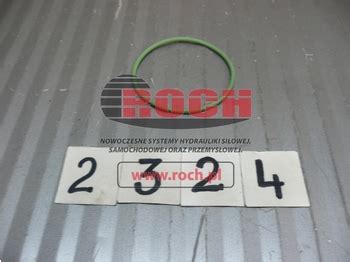 ROCH
NOWOCZESNE SYSTEMY HYDRAULIKI SIŁOWEJ,
SAMOCHODOWEJ ORAZ PRZEMYSŁOWEJ.
2 3 2 4
www.roch.pl